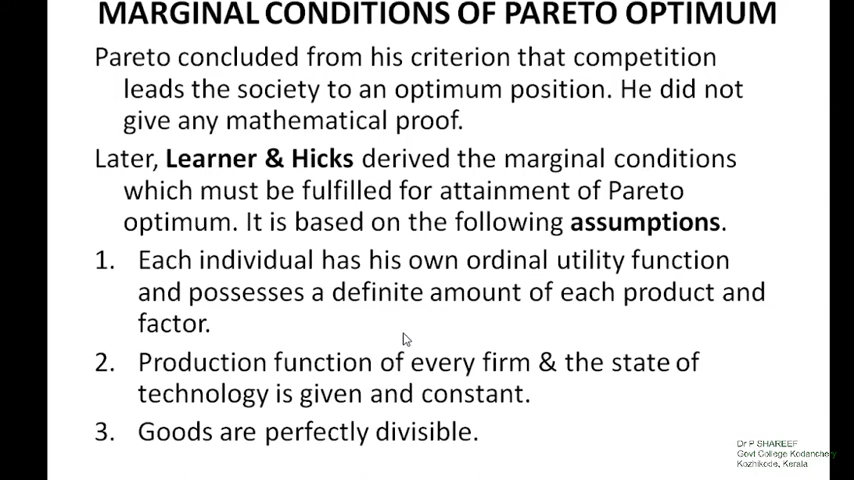 MARGINAL CONDITIONS OF PARETO OPTIMUM
Pareto concluded from his criterion that competition
leads the society to an optimum position. He did not
give any mathematical proof.
Later, Learner & Hicks derived the marginal conditions
which must be fulfilled for attainment of Pareto
optimum. It is based on the following assumptions.
1. Each individual has his own ordinal utility function
and possesses a definite amount of each product and
factor.
2. Production function of every firm & the state of
technology is given and constant.
3. Goods are perfectly divisible.
Dr P SHAREEF
Govt College Kodanchery
Kozhikode, Kerala